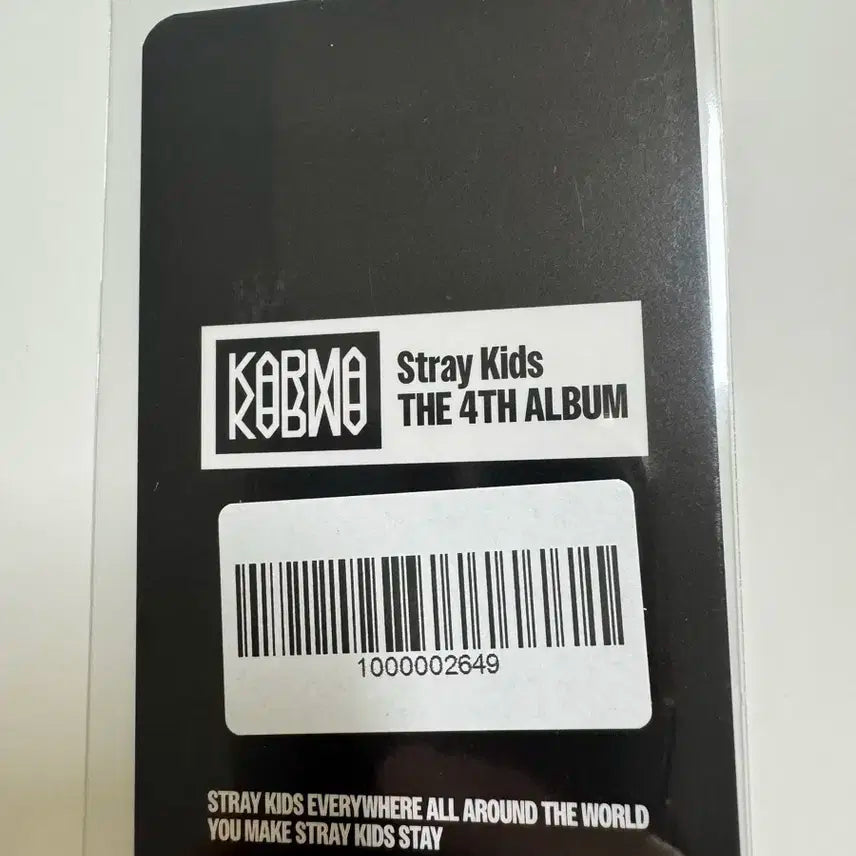 KARMA
Stray Kids
THE 4TH ALBUM
1000002649
STRAY KIDS EVERYWHERE ALL AROUND THE WORLD
YOU MAKE STRAY KIDS STAY